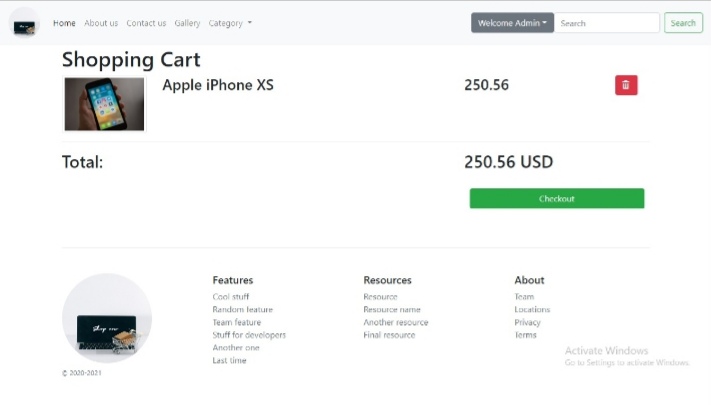 Home About us Contact us Gallery Category Welcome Admin Search Search
Shopping Cart
Apple iPhone XS 250.56
Total: 250.56 USD
Checkout
Features Resources About
Cool stuff Resource Team
Random feature Resource name Locations
Team feature Another resource Privacy
Stuff for developers Final resource Terms
Another one
Last time
Shop now
© 2020-2021
Activate Windows
Go to Settings to activate Windows.